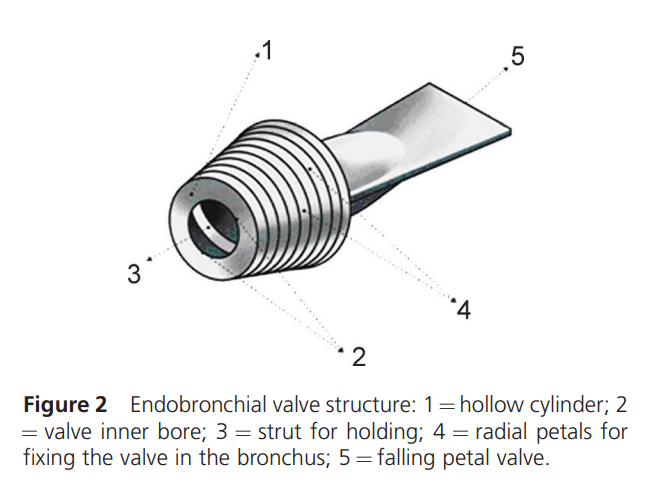 1
5
3
4
2
Figure 2 Endobronchial valve structure: 1 = hollow cylinder; 2
= valve inner bore; 3 = strut for holding; 4 = radial petals for
fixing the valve in the bronchus; 5 = falling petal valve.